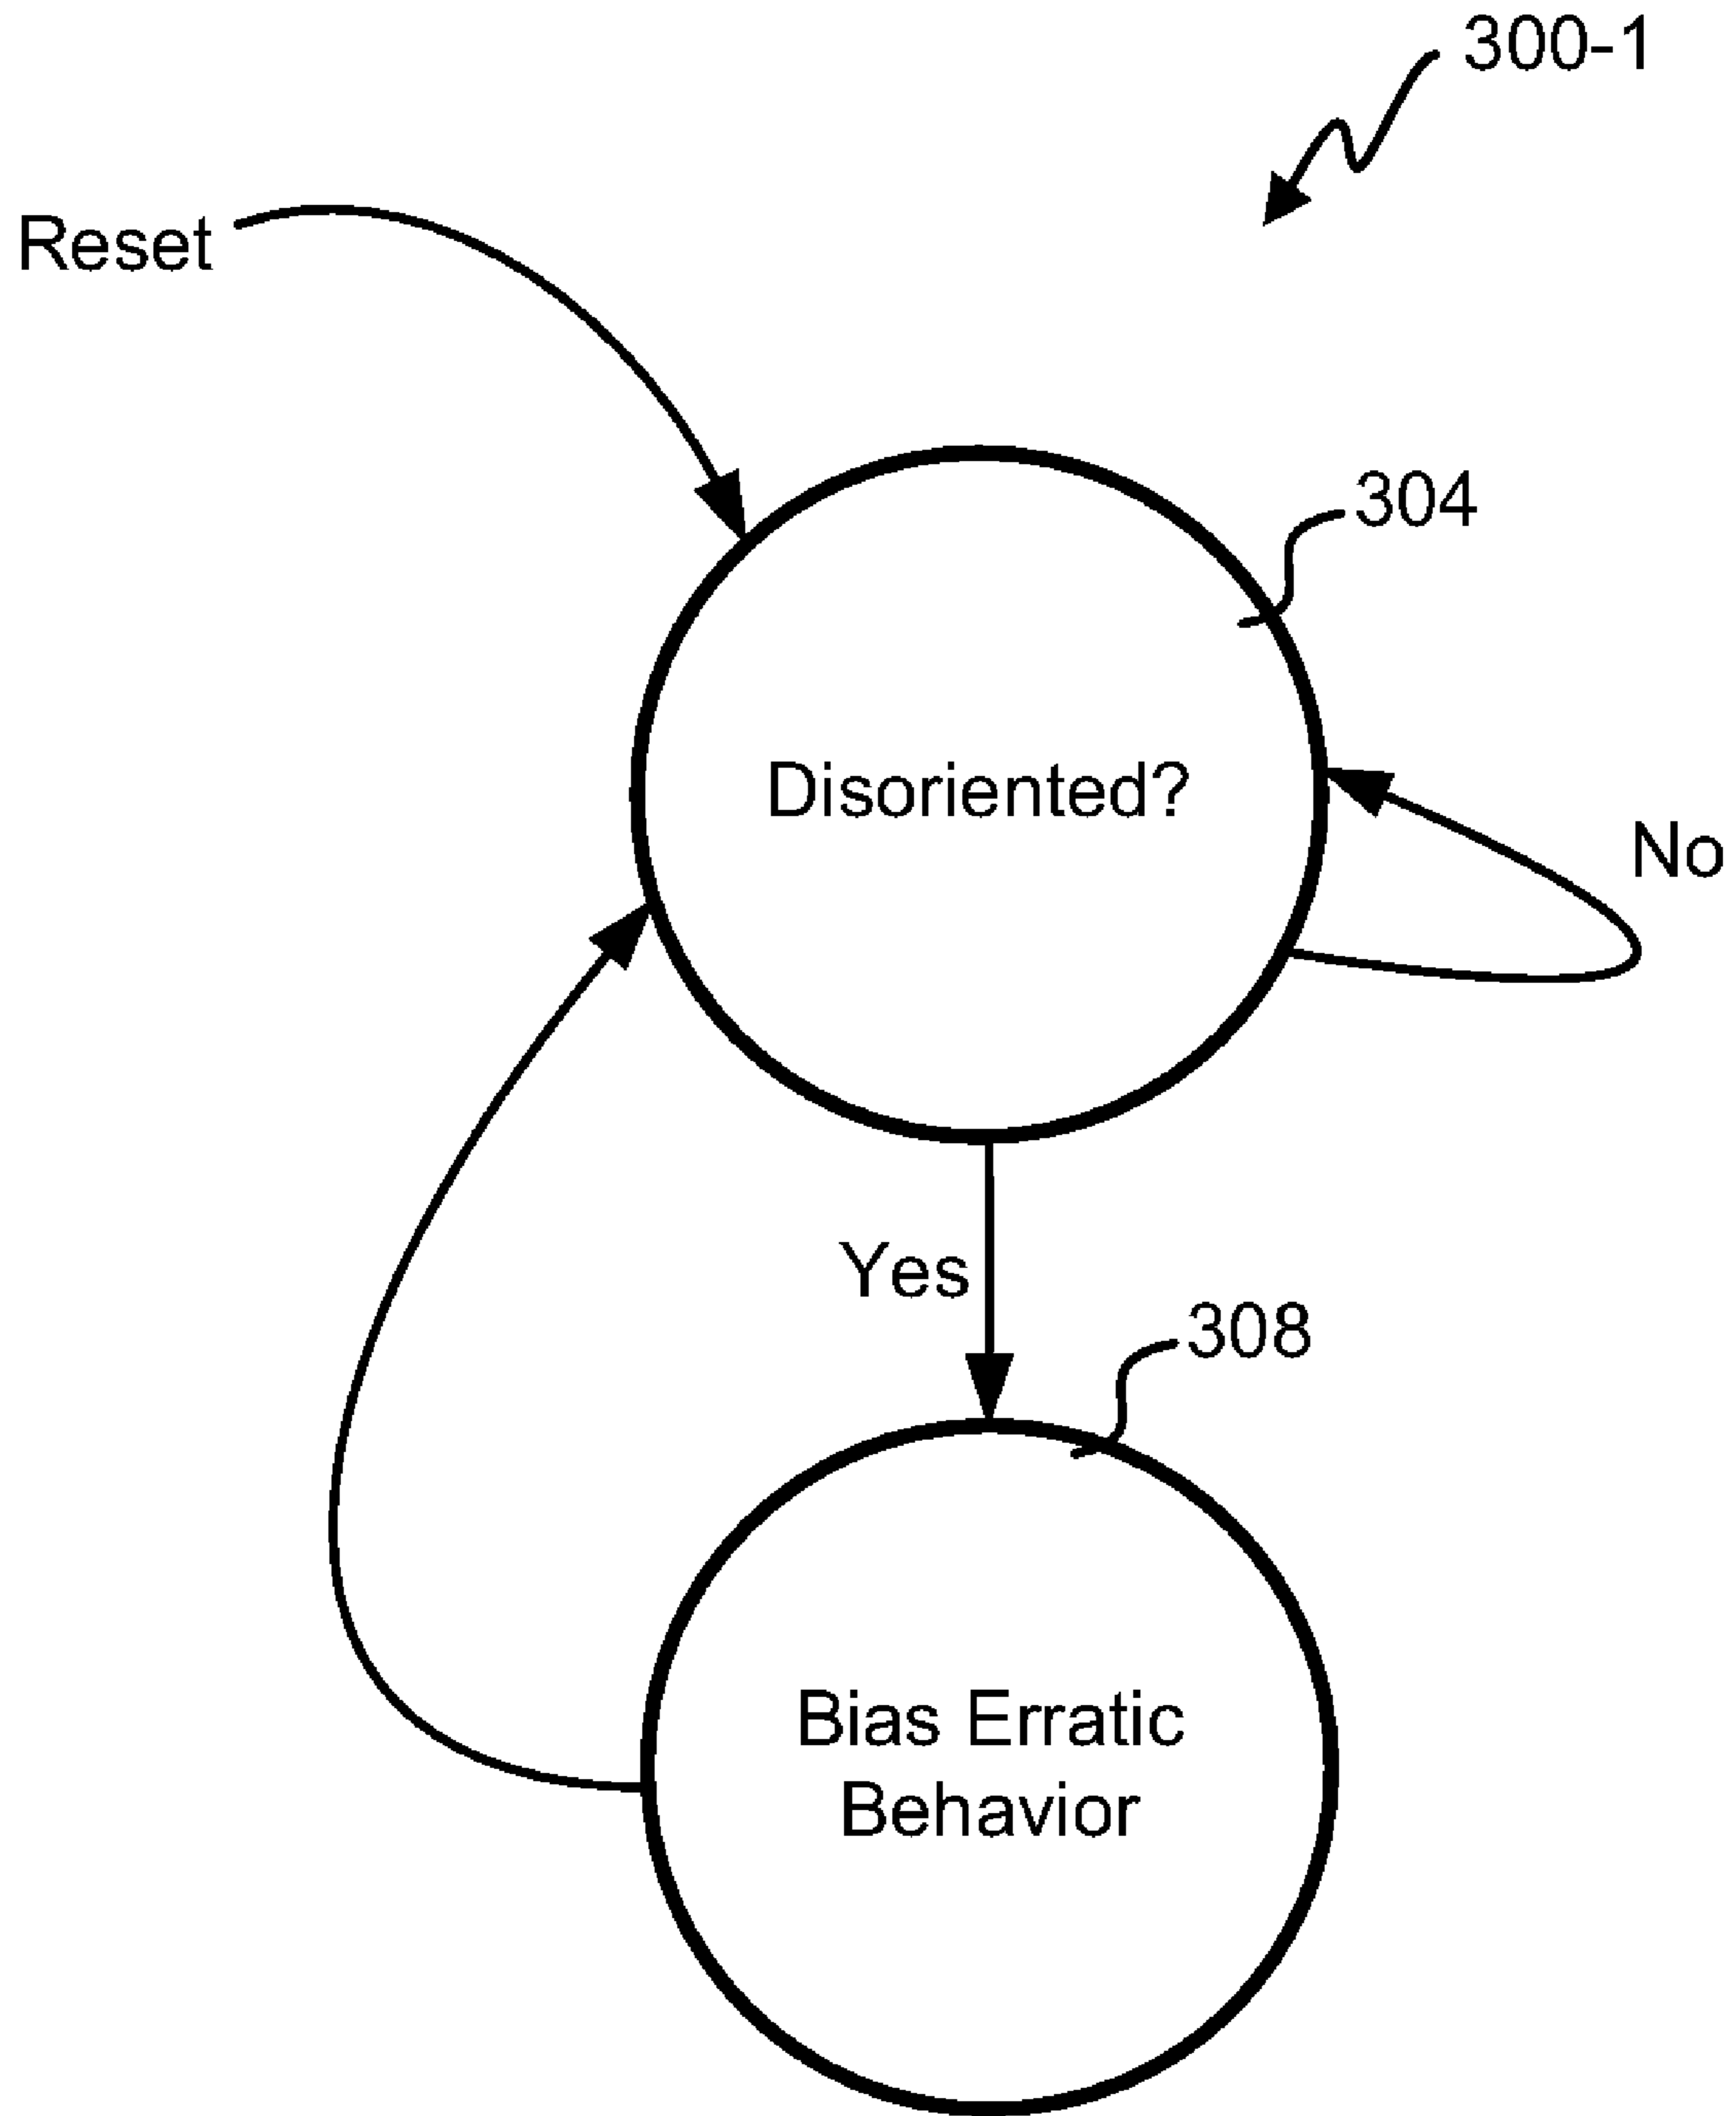 300-1
Reset
304
Disoriented?
No
Yes
308
Bias Erratic
Behavior